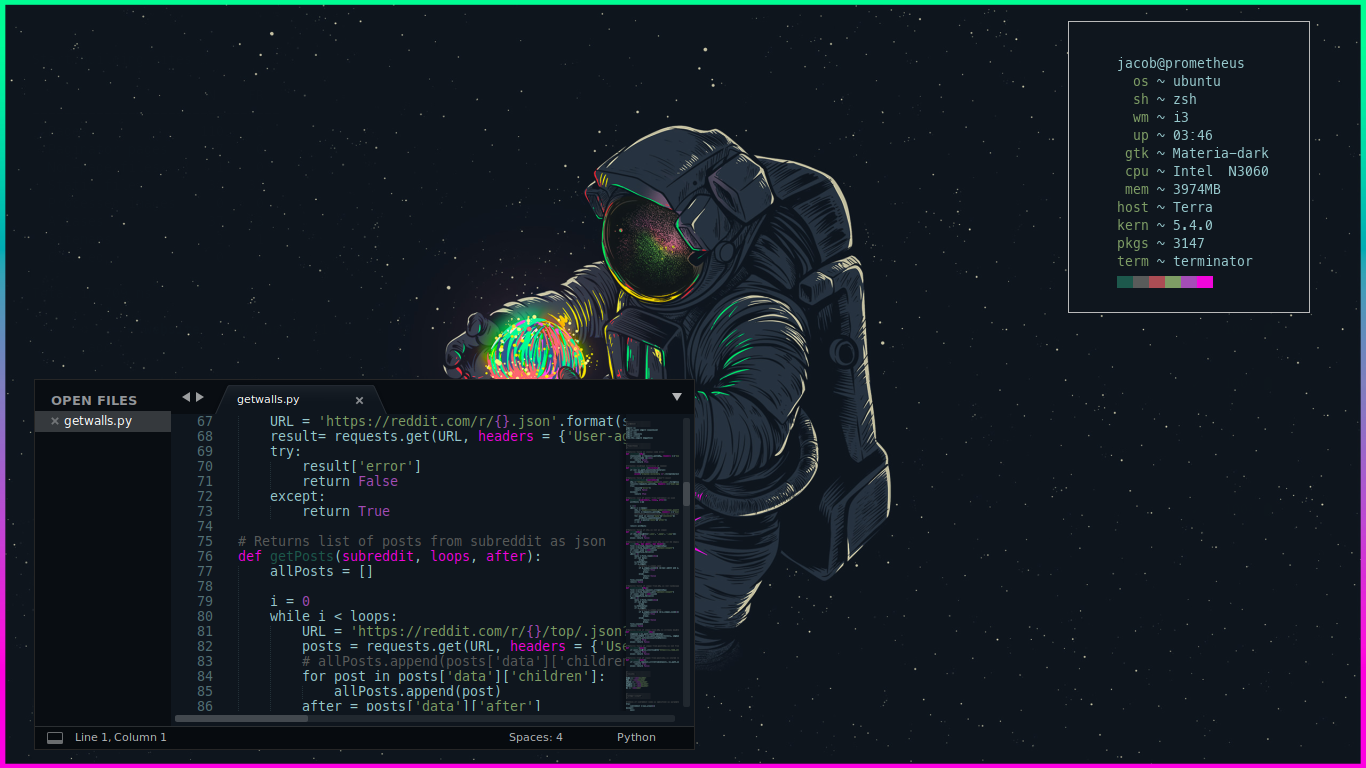 jacob@prometheus
os ~ ubuntu
sh ~ zsh
wm ~ i3
up ~ 03:46
gtk ~ Materia-dark
cpu ~ Intel  N3060
mem ~ 3974MB
host ~ Terra
kern ~ 5.4.0
pkgs ~ 3147
term ~ terminator
OPEN FILES
getwalls.py
getwalls.py
67 URL = 'https://reddit.com/r/{}.json'.format(s
68 result= requests.get(URL, headers = {'User-ag
69 try:
70 result['error']
71 return False
72 except:
73 return True
74
75 # Returns list of posts from subreddit as json
76 def getPosts(subreddit, loops, after):
77 allPosts = []
78
79 i = 0
80 while i < loops:
81 URL = 'https://reddit.com/r/{}/top/.json
82 posts = requests.get(URL, headers = {'Use
83 # allPosts.append(posts['data']['childre
84 for post in posts['data']['children']:
85 allPosts.append(post)
86 after = posts['data']['after']
Line 1, Column 1
Spaces: 4
Python